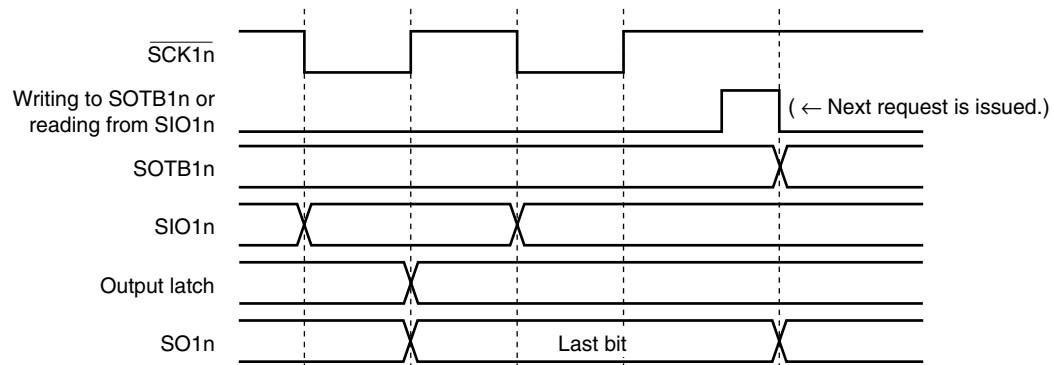 SCK1n
Writing to SOTB1n or
reading from SIO1n
( ← Next request is issued.)
SOTB1n
SIO1n
Output latch
SO1n
Last bit